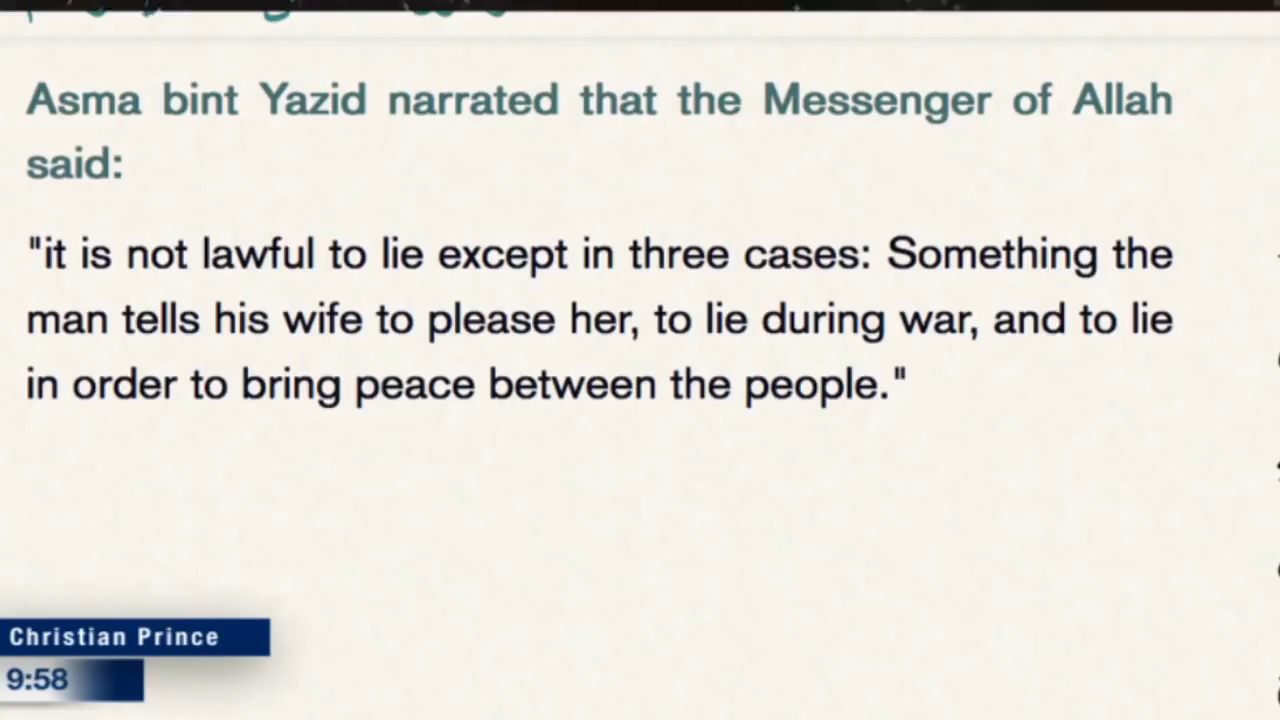 Asma bint Yazid narrated that the Messenger of Allah
said:
"it is not lawful to lie except in three cases: Something the
man tells his wife to please her, to lie during war, and to lie
in order to bring peace between the people."
Christian Prince
9:58